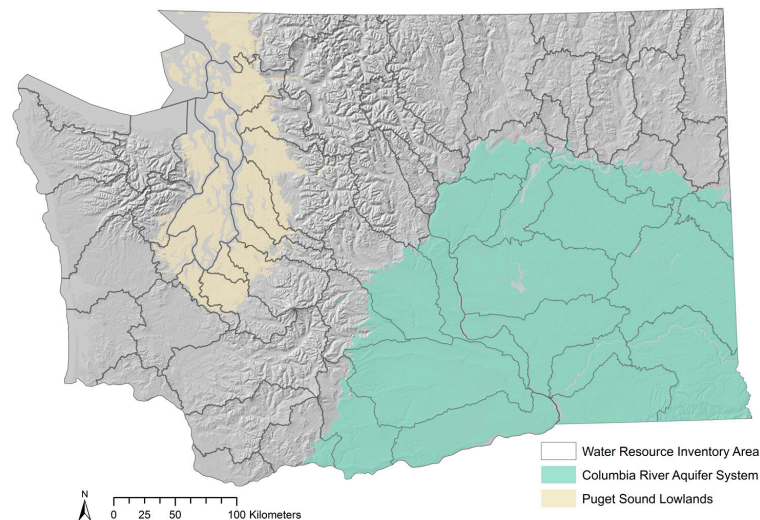 Water Resource Inventory Area
Columbia River Aquifer System
Puget Sound Lowlands
N
0 25 50 100 Kilometers